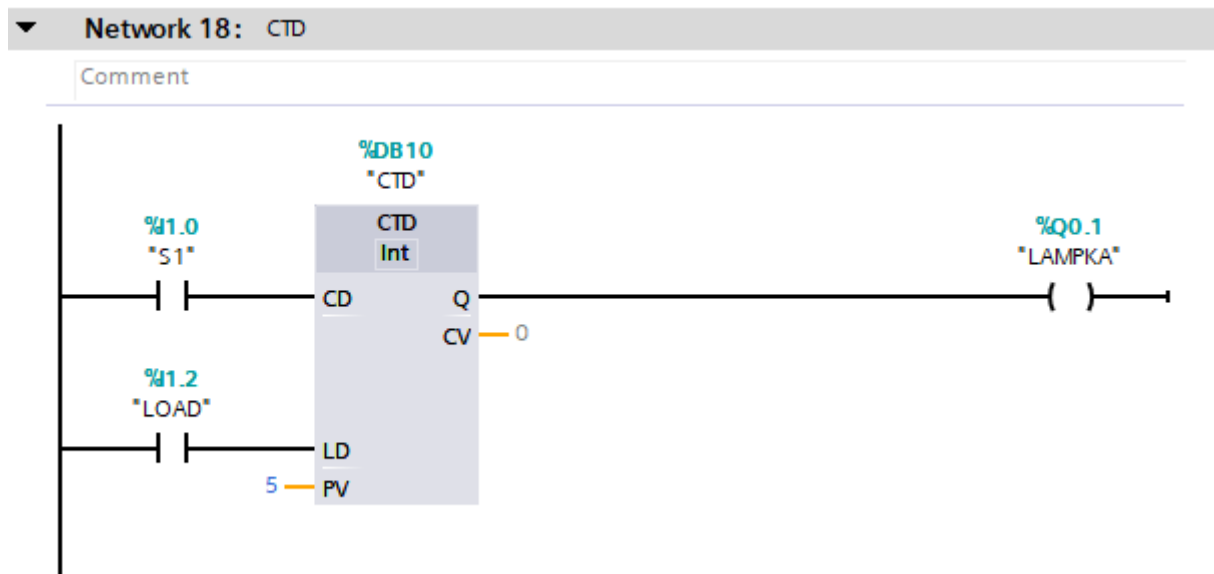 Network 18: CTD
Comment
%DB10
"CTD"
%I1.0
"S1"
CTD
Int
%Q0.1
"LAMPKA"
CD Q
CV 0
%I1.2
"LOAD"
LD
5 PV